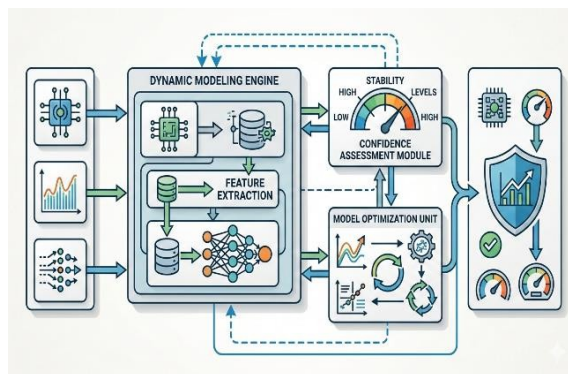 DYNAMIC MODELING ENGINE
FEATURE
EXTRACTION
STABILITY
HIGH LEVELS
LOW HIGH
CONFIDENCE
ASSESSMENT MODULE
MODEL OPTIMIZATION UNIT